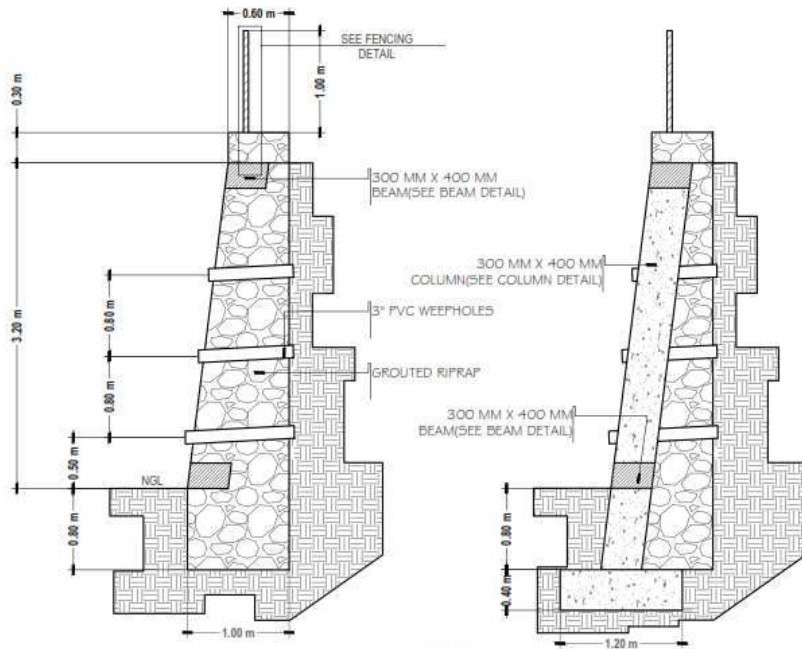 0.60 m
SEE FENCING
DETAIL
1.00 m
0.30 m
300 MM X 400 MM
BEAM(SEE BEAM DETAIL)
300 MM X 400 MM
COLUMN(SEE COLUMN DETAIL)
3.20 m
0.80 m
3" PVC WEEPHOLES
GROUTED RIPRAP
0.80 m
300 MM X 400 MM
BEAM(SEE BEAM DETAIL)
0.50 m
NGL
0.80 m
0.80 m
0.40 m
1.00 m
1.20 m